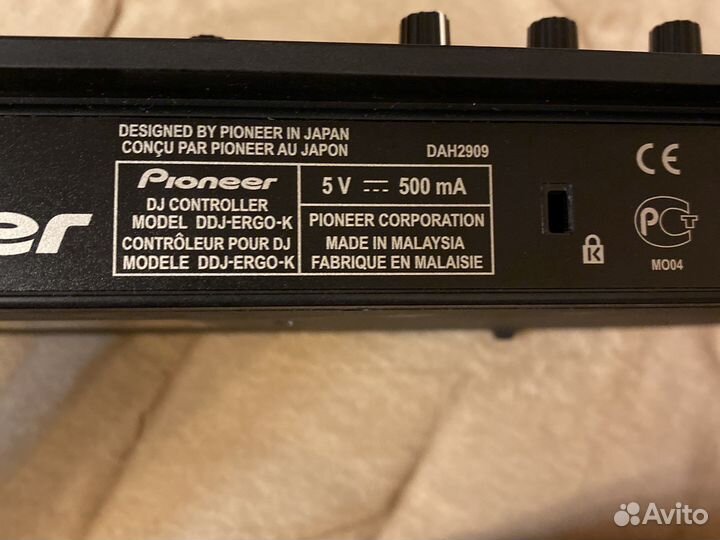 DESIGNED BY PIONEER IN JAPAN
CONÇU PAR PIONEER AU JAPON
DAH2909
Pioneer
DJ CONTROLLER
MODEL DDJ-ERGO-K
CONTRÔLEUR POUR DJ
MODELE DDJ-ERGO-K
5 V ⎓ 500 mA
PIONEER CORPORATION
MADE IN MALAYSIA
FABRIQUE EN MALAISIE
er
K
CE
PCT
MO04
Avito